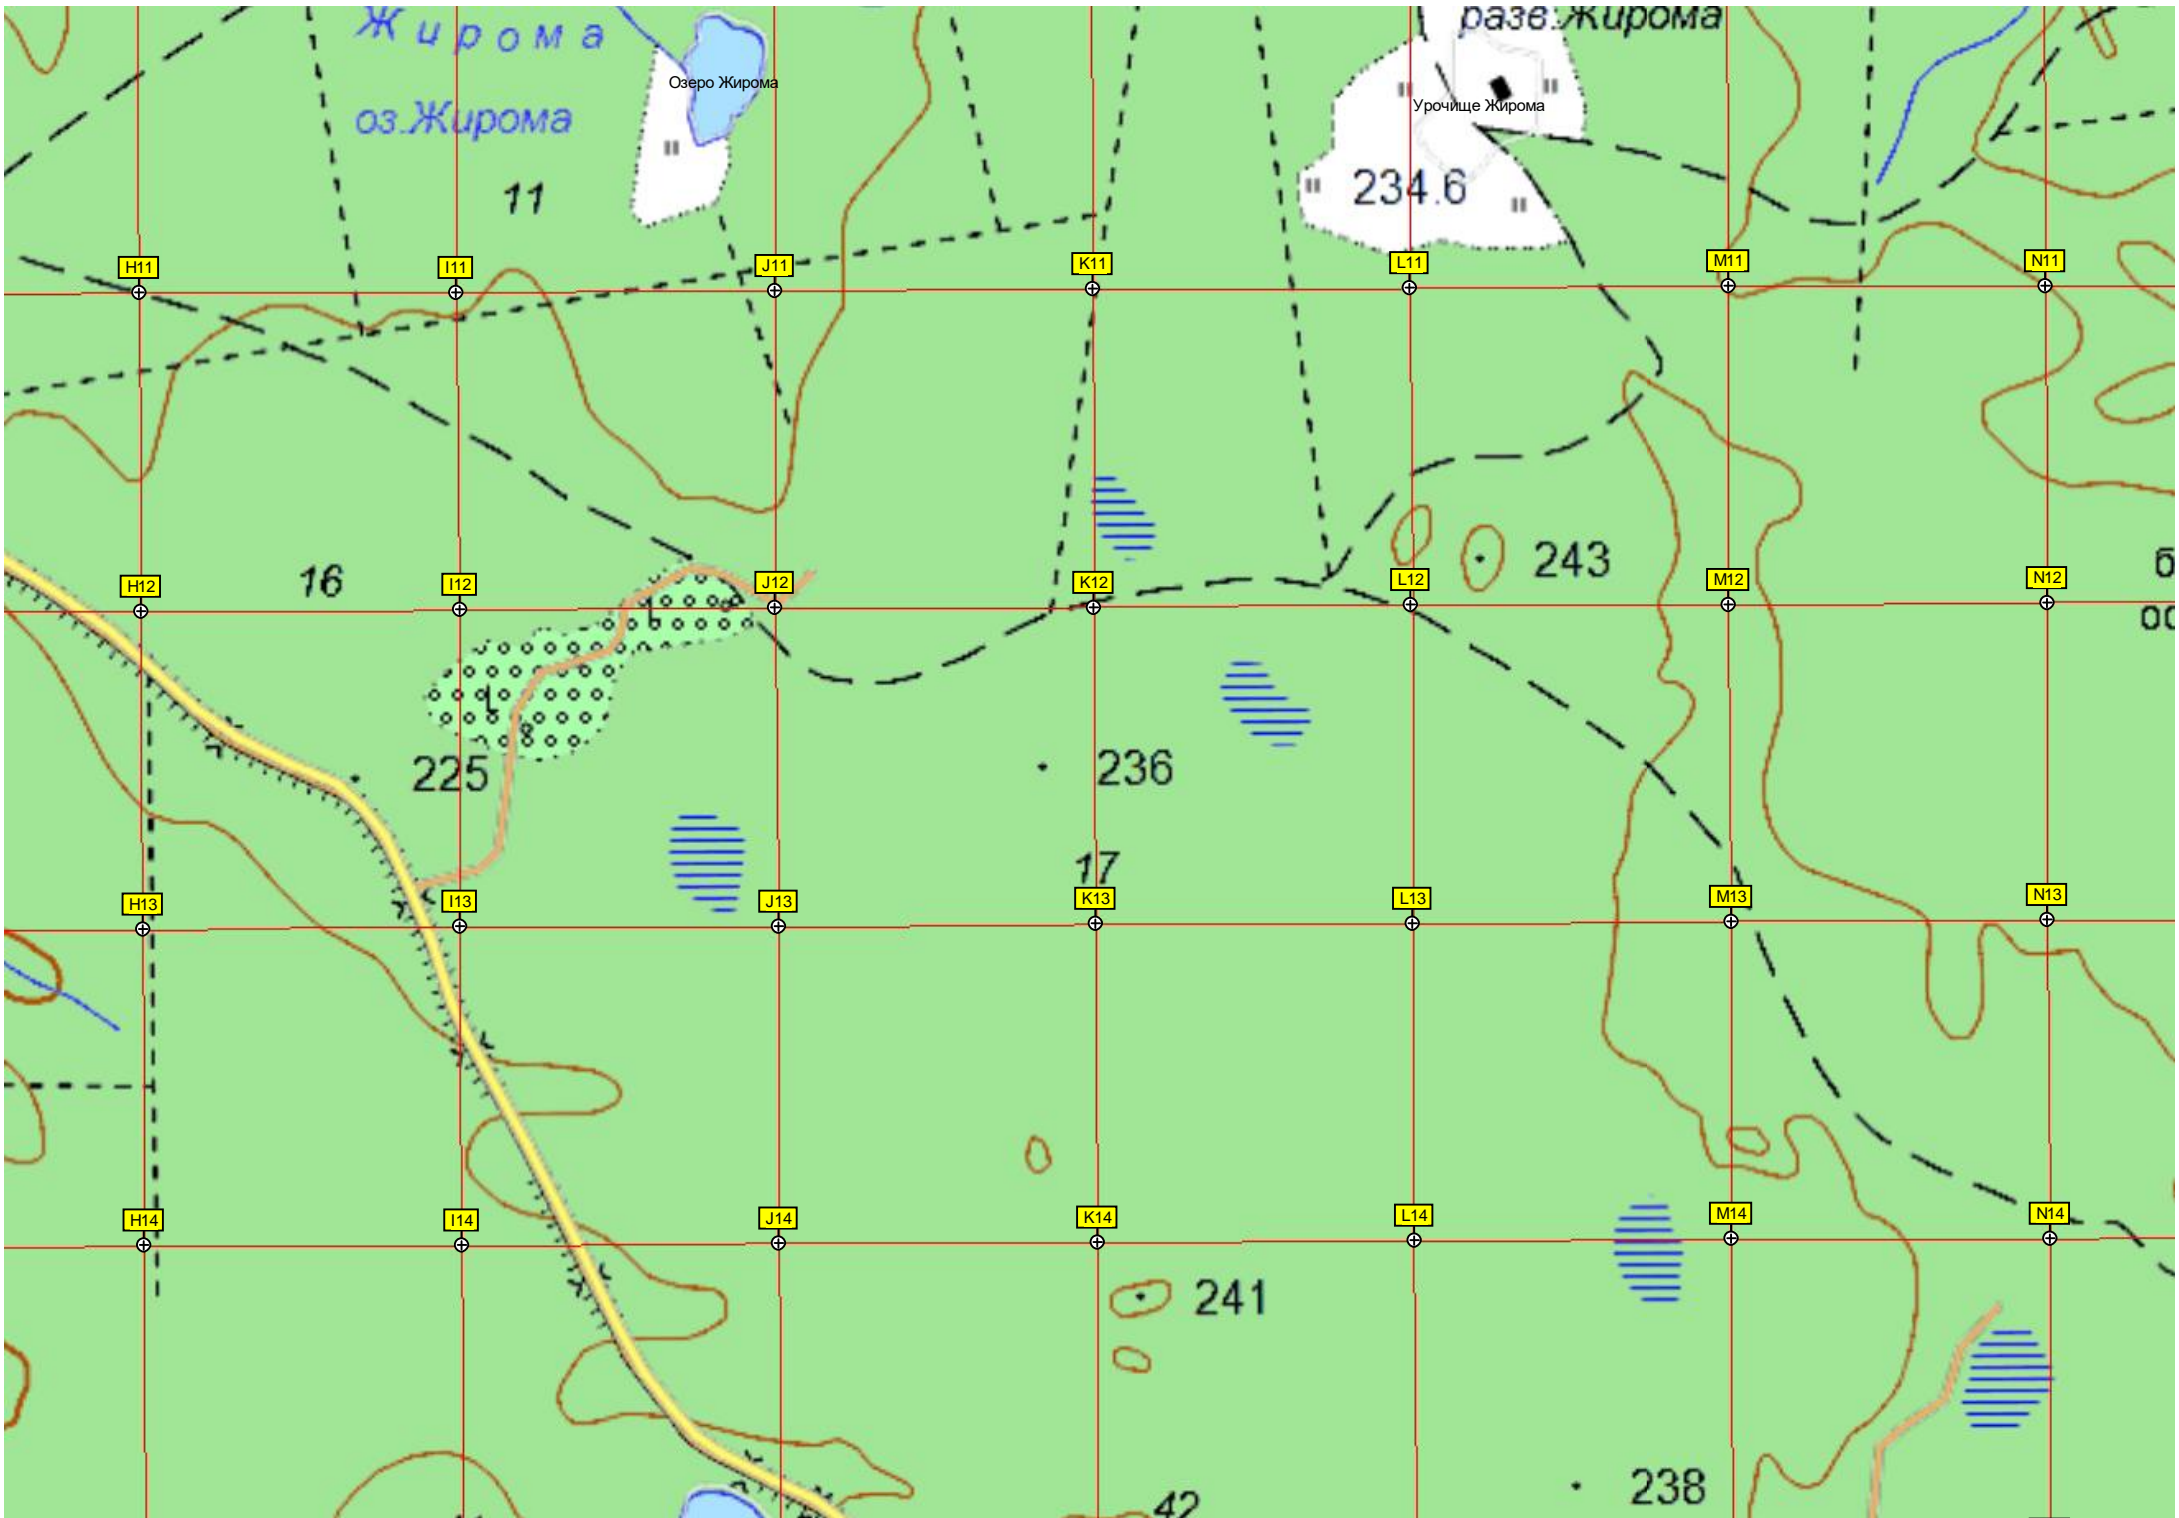 Жирома
разв.Жирома
Озеро Жирома
оз.Жирома
Урочище Жирома
11
234.6
H11
I11
J11
K11
L11
M11
N11
243
16
H12
I12
J12
K12
L12
M12
N12
225
236
17
H13
I13
J13
K13
L13
M13
N13
H14
I14
J14
K14
L14
M14
N14
241
238
42